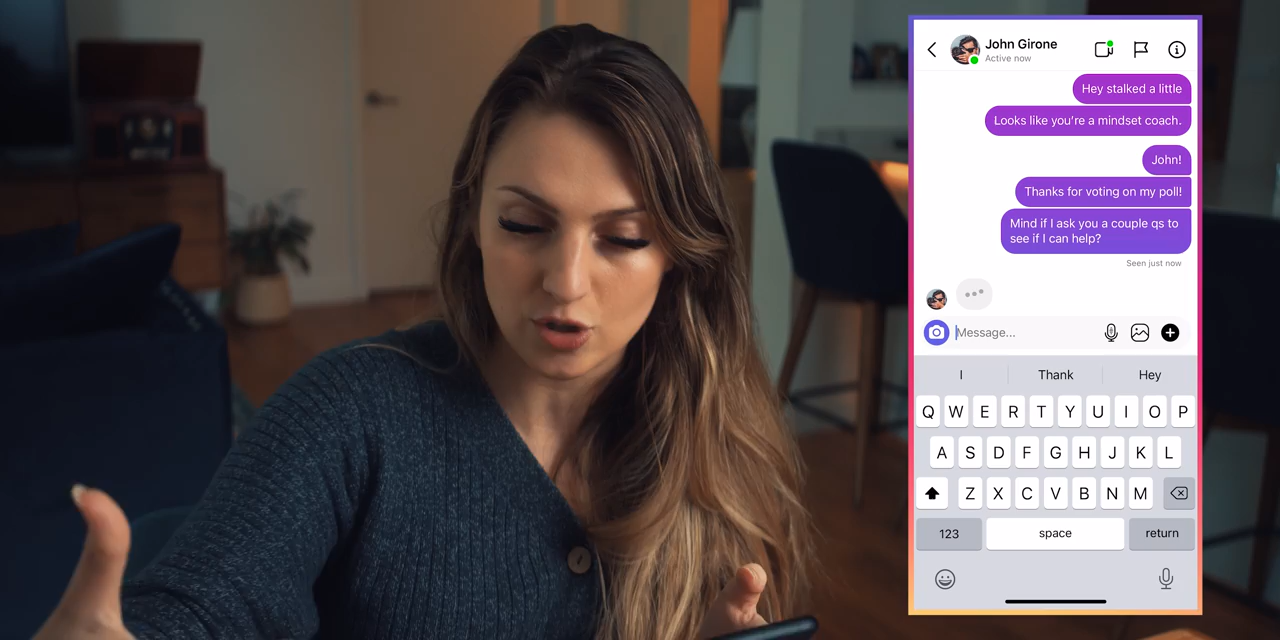 John Girone
Active now
Hey stalked a little
Looks like you're a mindset coach.
John!
Thanks for voting on my poll!
Mind if I ask you a couple qs to
see if I can help?
Seen just now
Message...
I Thank Hey
Q W E R T Y U I O P
A S D F G H J K L
Z X C V B N M
123 space return